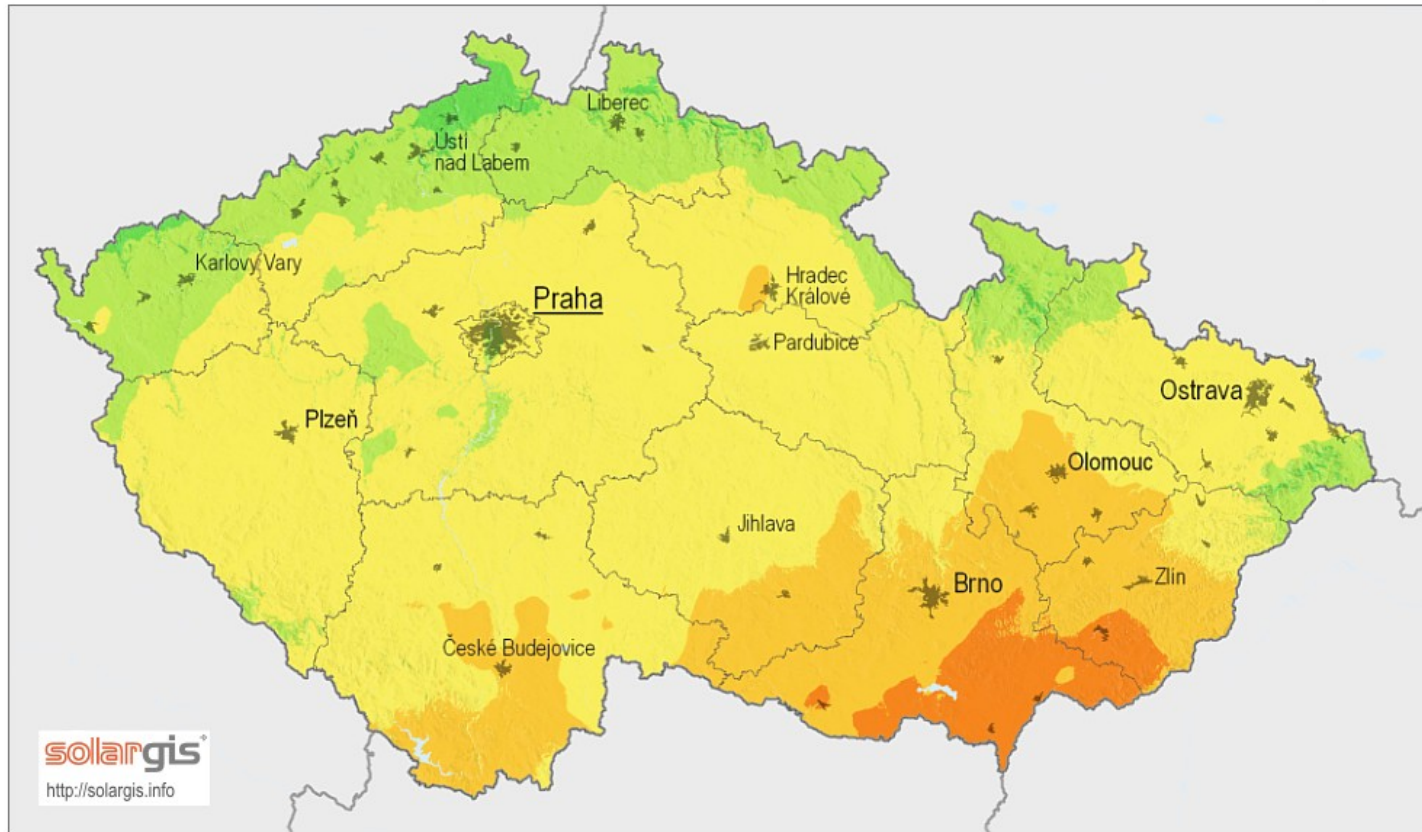 Liberec
Ústí
nad Labem
Karlovy Vary
Praha
Hradec
Králové
Pardubice
Plzeň
Ostrava
Olomouc
Jihlava
Brno
Zlín
České Budejovice
solargis
http://solargis.info